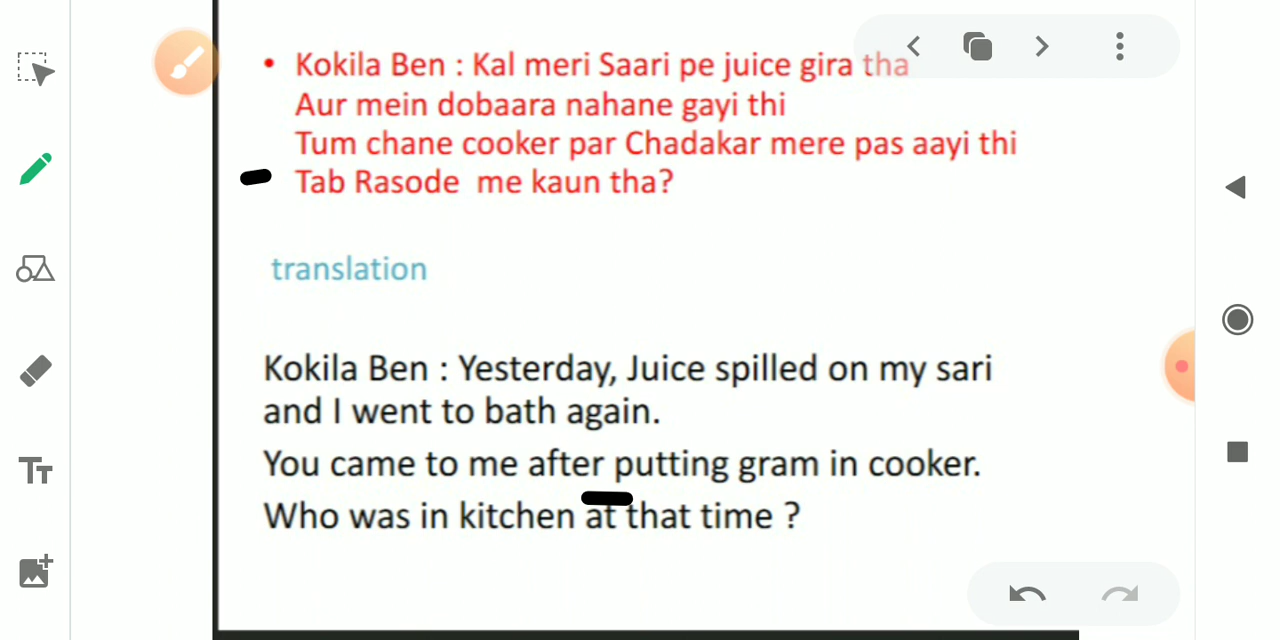 • Kokila Ben : Kal meri Saari pe juice gira tha
Aur mein dobaara nahane gayi thi
Tum chane cooker par Chadakar mere pas aayi thi
Tab Rasode me kaun tha?
translation
Kokila Ben : Yesterday, Juice spilled on my sari
and I went to bath again.
You came to me after putting gram in cooker.
Who was in kitchen at that time ?
TT